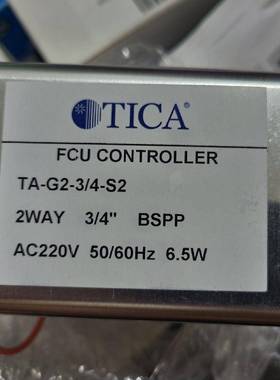 TICA
FCU CONTROLLER
TA-G2-3/4-S2
2WAY 3/4" BSPP
AC220V 50/60Hz 6.5W